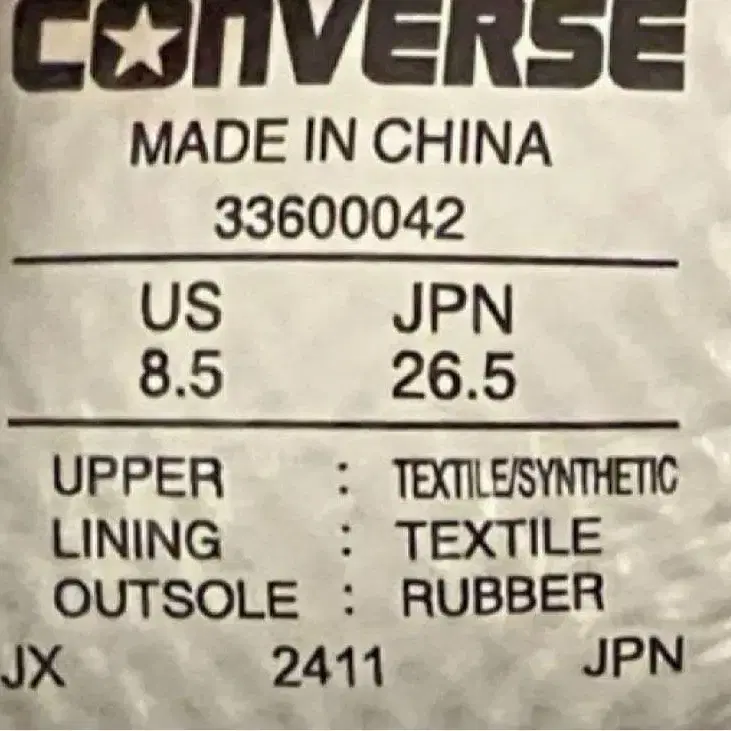 CONVERSE
MADE IN CHINA
33600042
US JPN
8.5 26.5
UPPER : TEXTILE/SYNTHETIC
LINING : TEXTILE
OUTSOLE : RUBBER
JX 2411 JPN